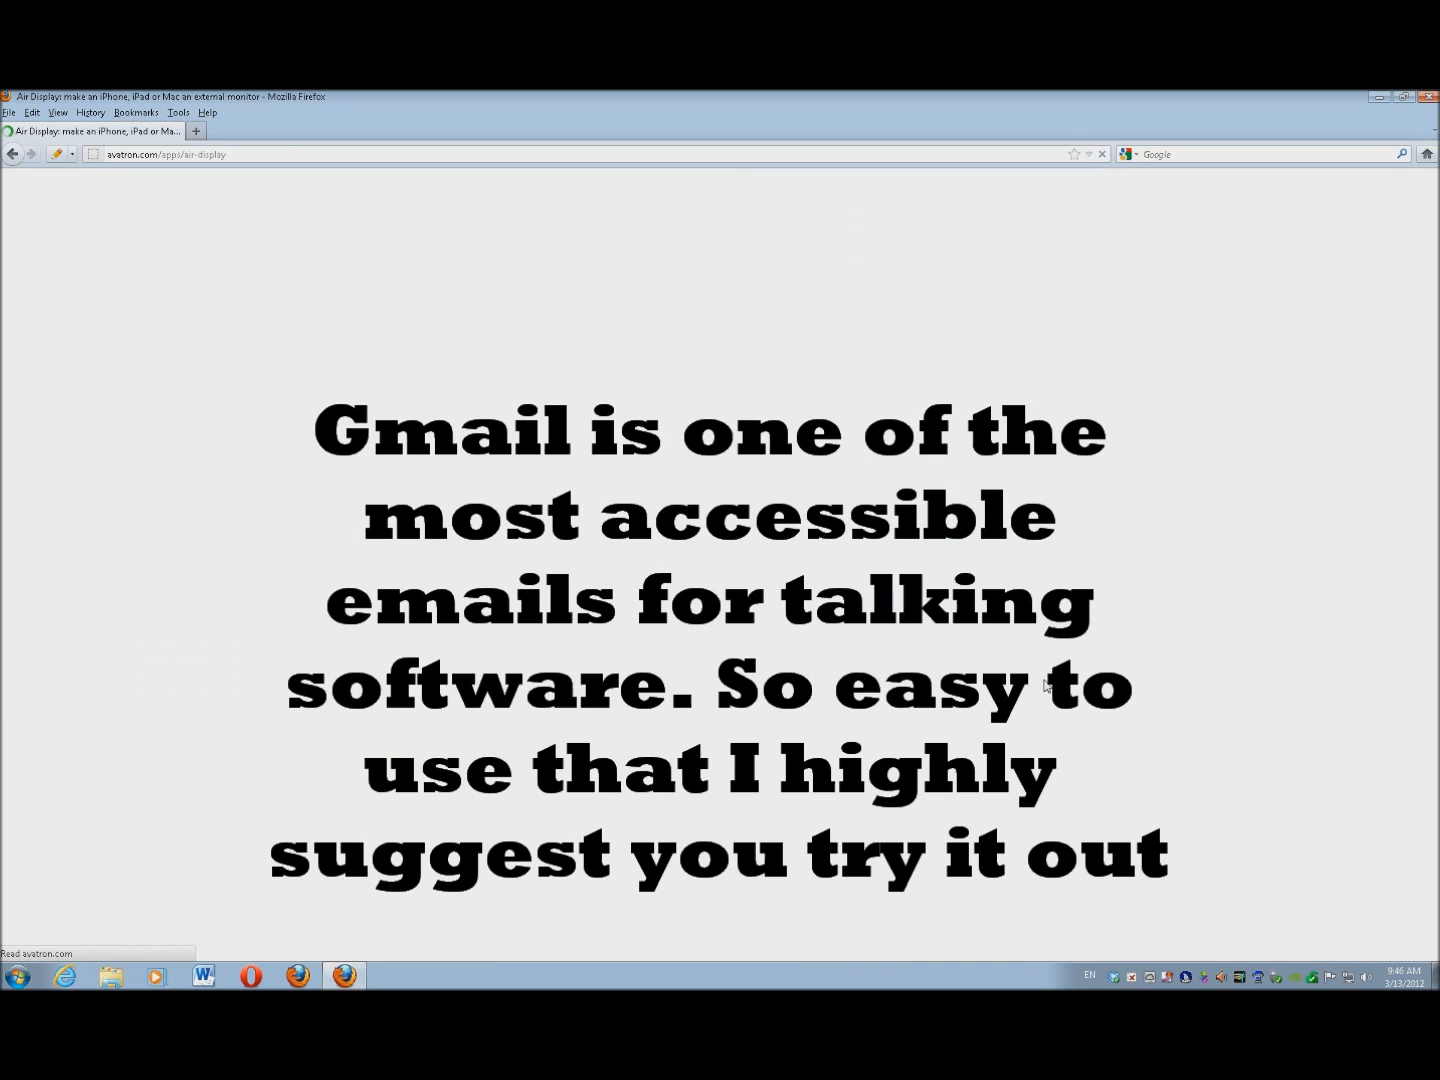 Air Display: make an iPhone, iPad or Mac an external monitor - Mozilla Firefox
File Edit View History Bookmarks Tools Help
Air Display: make an iPhone, iPad or Ma... +
avatron.com/apps/air-display Google
Gmail is one of the
most accessible
emails for talking
software. So easy to
use that I highly
suggest you try it out
Read avatron.com
EN 9:46 AM
3/13/2012